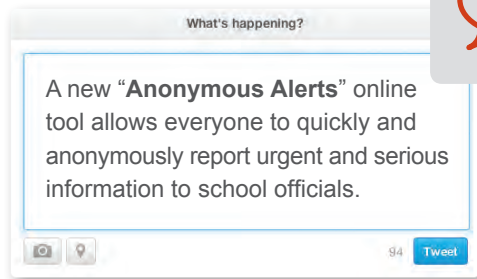 What's happening?
A new “Anonymous Alerts” online
tool allows everyone to quickly and
anonymously report urgent and serious
information to school officials.
94 Tweet